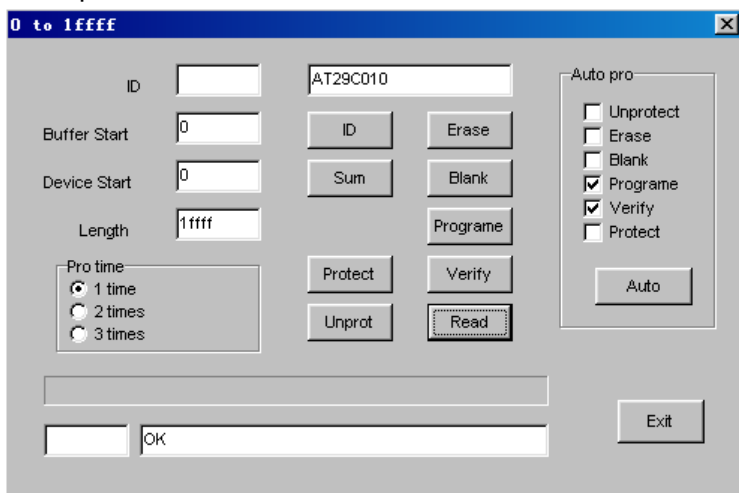 0 to 1ffff
ID
AT29C010
Auto pro
Unprotect
Buffer Start
0
ID
Erase
Erase
Blank
Device Start
0
Sum
Blank
Programe
Verify
Length
1ffff
Programe
Protect
Pro time
1 time
2 times
3 times
Protect
Verify
Auto
Unprot
Read
Exit
OK